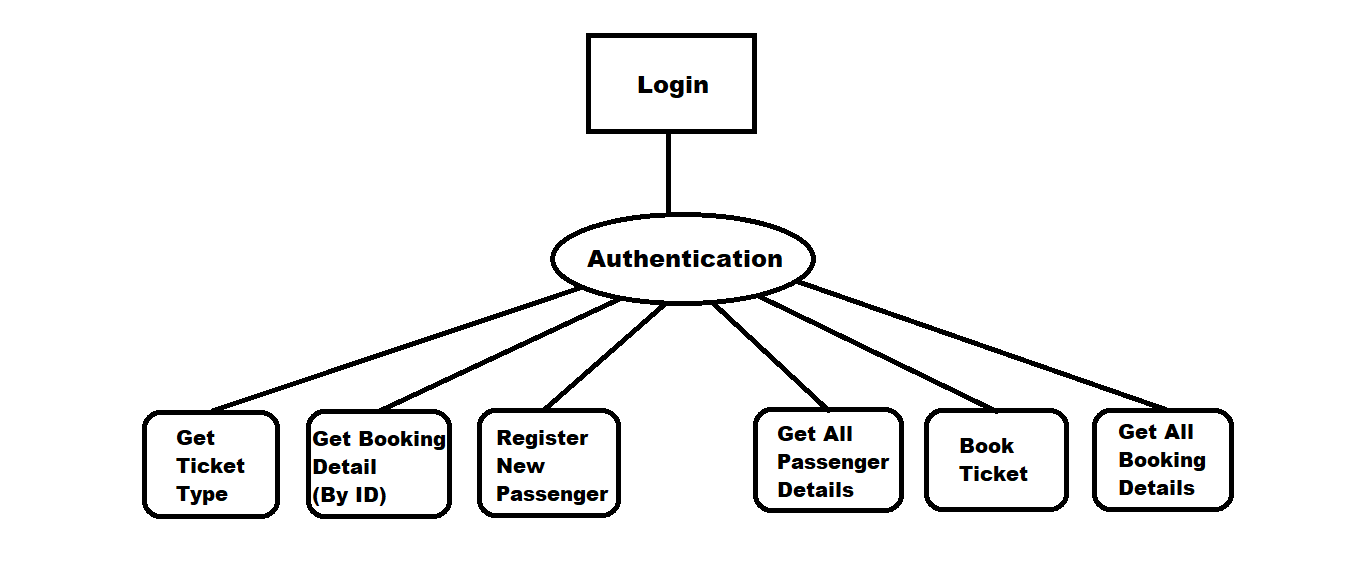 Login
Authentication
Get
Ticket
Type
Get Booking
Detail
(By ID)
Register
New
Passenger
Get All
Passenger
Details
Book
Ticket
Get All
Booking
Details